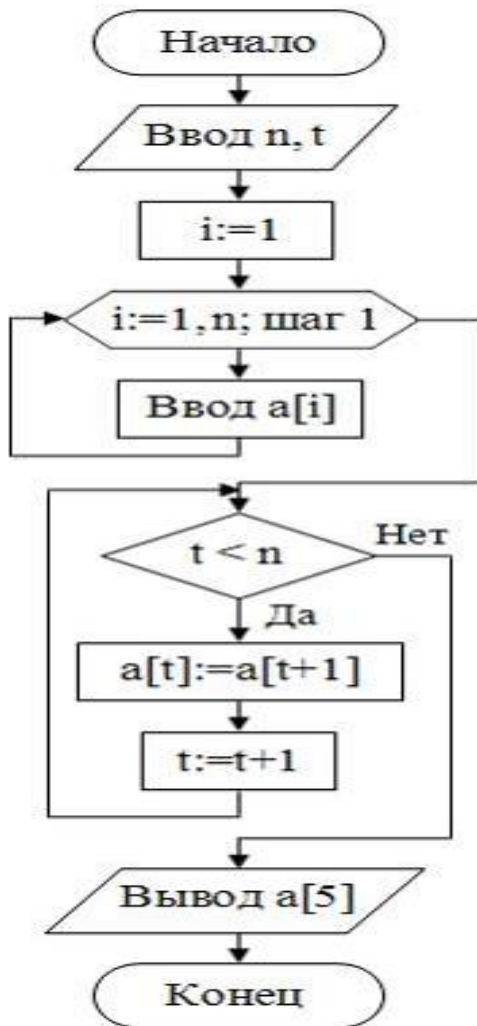 Начало
Ввод n, t
i:=1
i:=1,n; шаг 1
Ввод a[i]
t < n
Нет
Да
a[t]:=a[t+1]
t:=t+1
Вывод a[5]
Конец